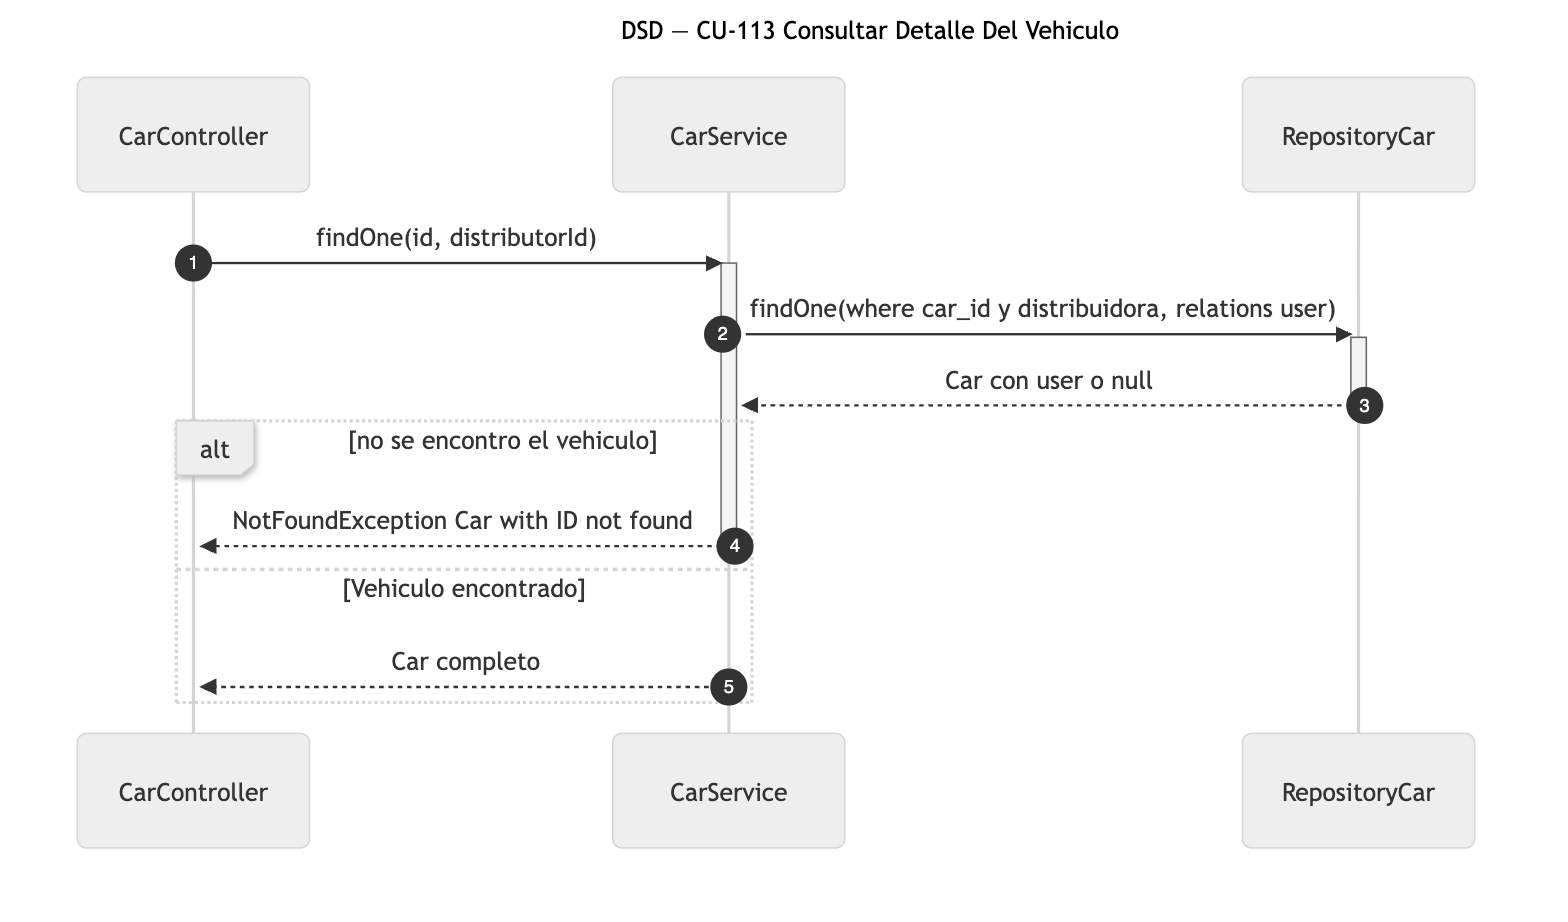 DSD — CU-113 Consultar Detalle Del Vehiculo
CarController
CarService
RepositoryCar
findOne(id, distributorId)
1
findOne(where car_id y distribuidora, relations user)
2
Car con user o null
3
alt
[no se encontro el vehiculo]
NotFoundException Car with ID not found
4
[Vehiculo encontrado]
Car completo
5
CarController
CarService
RepositoryCar